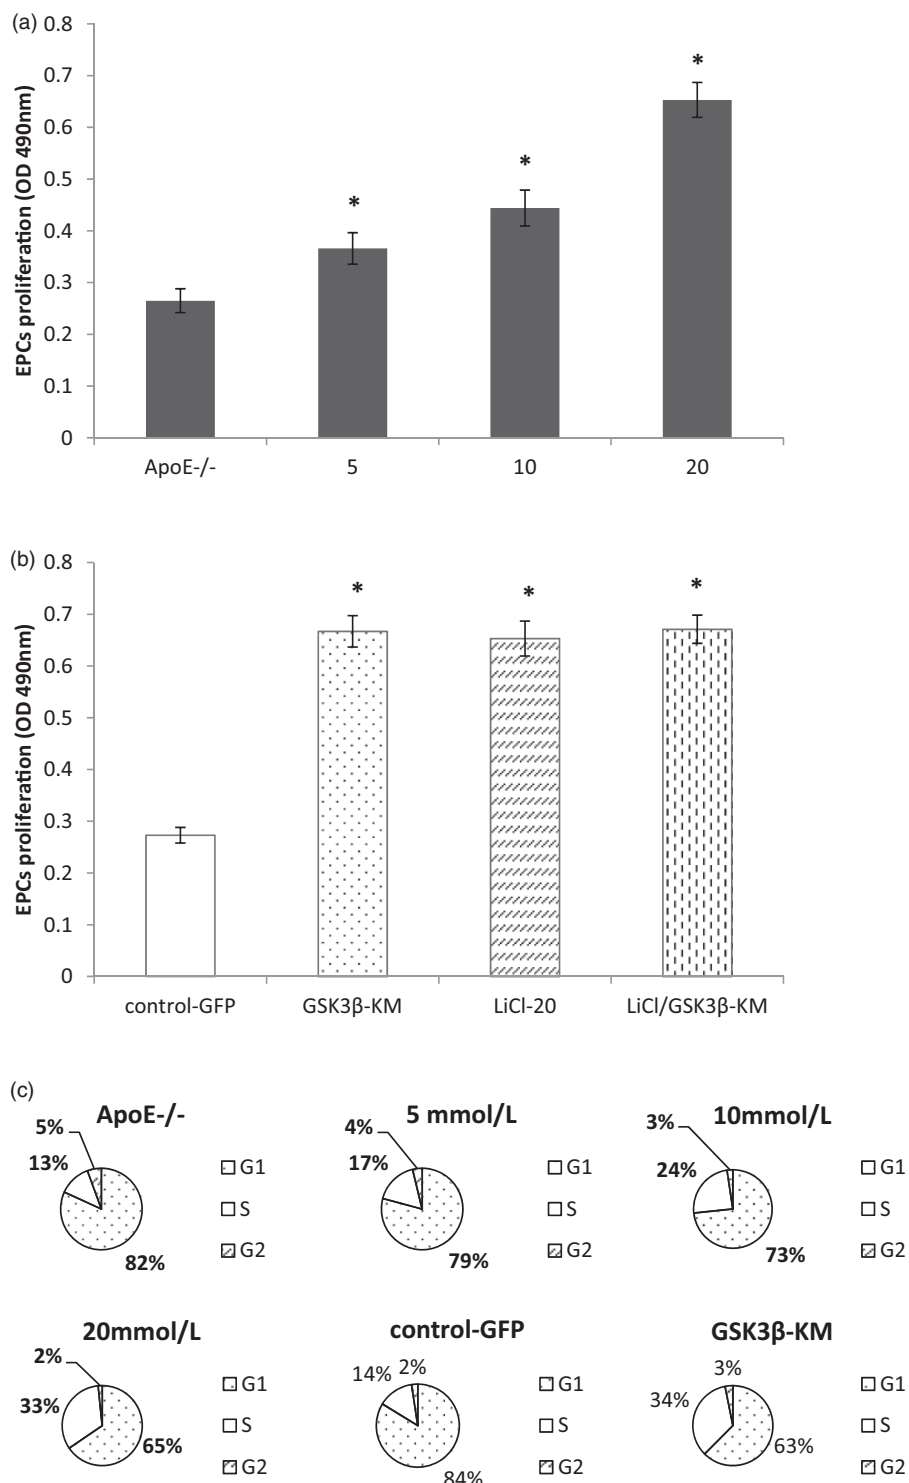 (a)
0.8
0.7
0.6
0.5
0.4
0.3
0.2
0.1
0
EPCs proliferation (OD 490nm)
*
*
*
ApoE-/-
5
10
20
(b)
0.8
0.7
0.6
0.5
0.4
0.3
0.2
0.1
0
EPCs proliferation (OD 490nm)
*
*
*
control-GFP
GSK3β-KM
LiCl-20
LiCl/GSK3β-KM
(c)
ApoE-/-
5%
13%
82%
G1
S
G2
5 mmol/L
4%
17%
79%
G1
S
G2
10mmol/L
3%
24%
73%
G1
S
G2
20mmol/L
2%
33%
65%
G1
S
G2
control-GFP
14%
2%
84%
G1
S
G2
GSK3β-KM
3%
34%
63%
G1
S
G2